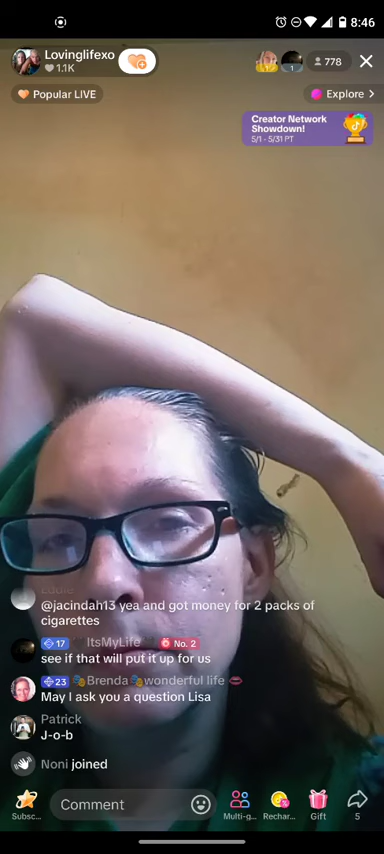 8:46
Lovinglifexo
1.1K
1
778
Popular LIVE
Explore >
Creator Network
Showdown!
5/1 - 5/31 PT
Eddie
@jacindah13 yea and got money for 2 packs of
cigarettes
17 ItsMyLife No. 2
see if that will put it up for us
23 🎭Brenda🎭wonderful life 👄
May I ask you a question Lisa
Patrick
J-o-b
Noni joined
Comment
Subsc... Multi-g... Rechar... Gift 5